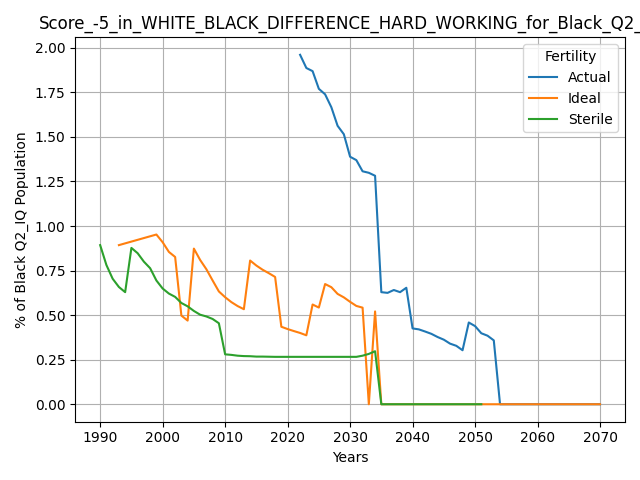 Score_-5_in_WHITE_BLACK_DIFFERENCE_HARD_WORKING_for_Black_Q2_
Fertility
Actual
Ideal
Sterile
2.00
1.75
1.50
1.25
1.00
0.75
0.50
0.25
0.00
% of Black Q2_IQ Population
1990 2000 2010 2020 2030 2040 2050 2060 2070
Years